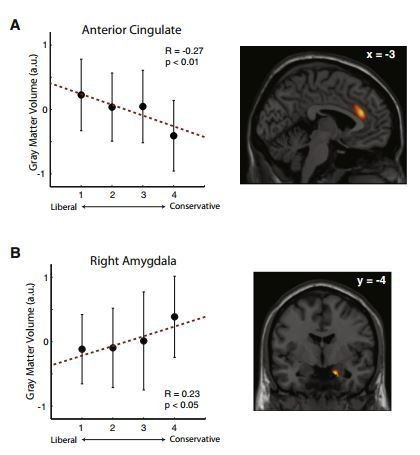 A
Anterior Cingulate
R = -0.27
p < 0.01
Gray Matter Volume (a.u.)
1
0
-1
1 2 3 4
Liberal Conservative
x = -3
B
Right Amygdala
Gray Matter Volume (a.u.)
1
0
-1
R = 0.23
p < 0.05
1 2 3 4
Liberal Conservative
y = -4